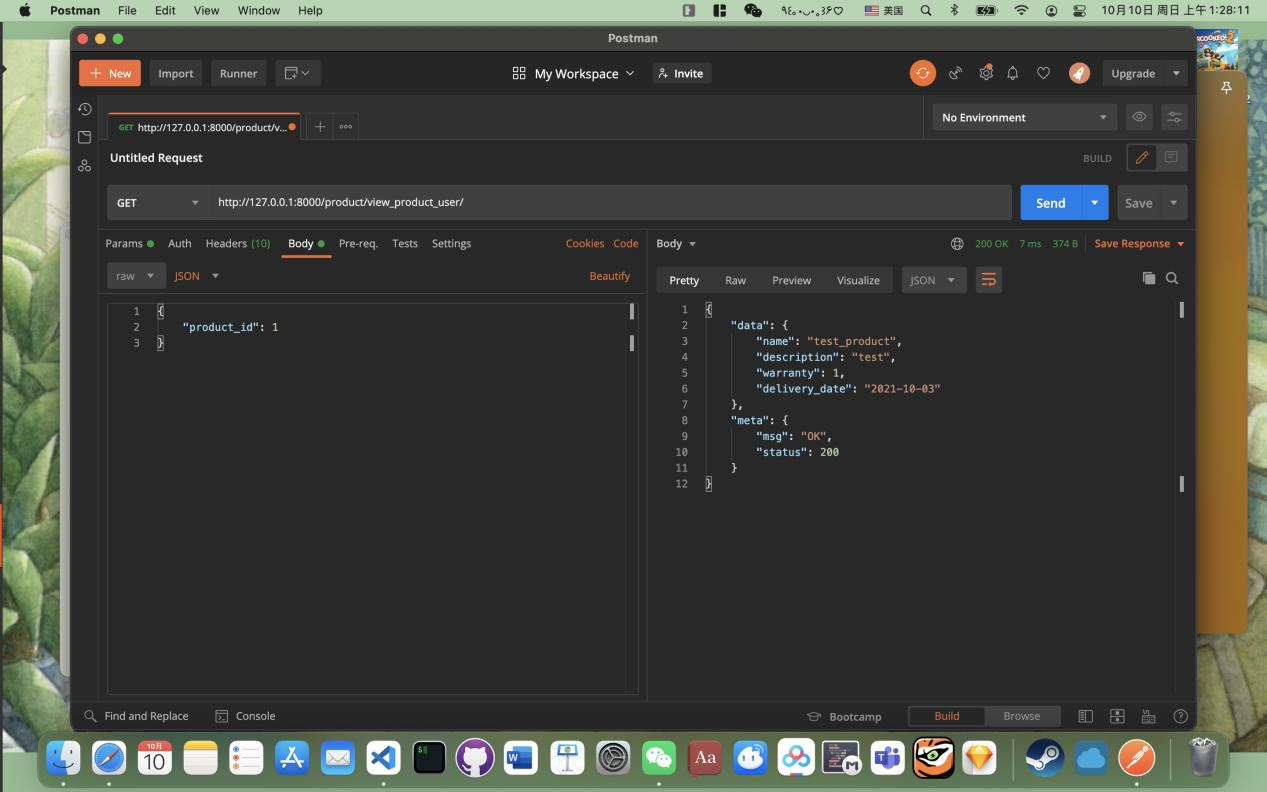 Postman File Edit View Window Help 美国 10月10日 周日 上午1:28:11
Postman
New Import Runner My Workspace Invite Upgrade
GET http://127.0.0.1:8000/product/v... No Environment
Untitled Request BUILD
GET http://127.0.0.1:8000/product/view_product_user/ Send Save
Params Auth Headers (10) Body Pre-req. Tests Settings Cookies Code
raw JSON Beautify
1 {
2 "product_id": 1
3 }
Body 200 OK 7 ms 374 B Save Response
Pretty Raw Preview Visualize JSON
1 {
2 "data": {
3 "name": "test_product",
4 "description": "test",
5 "warranty": 1,
6 "delivery_date": "2021-10-03"
7 },
8 "meta": {
9 "msg": "OK",
10 "status": 200
11 }
12 }
Find and Replace Console Bootcamp Build Browse
10月
10
Aa